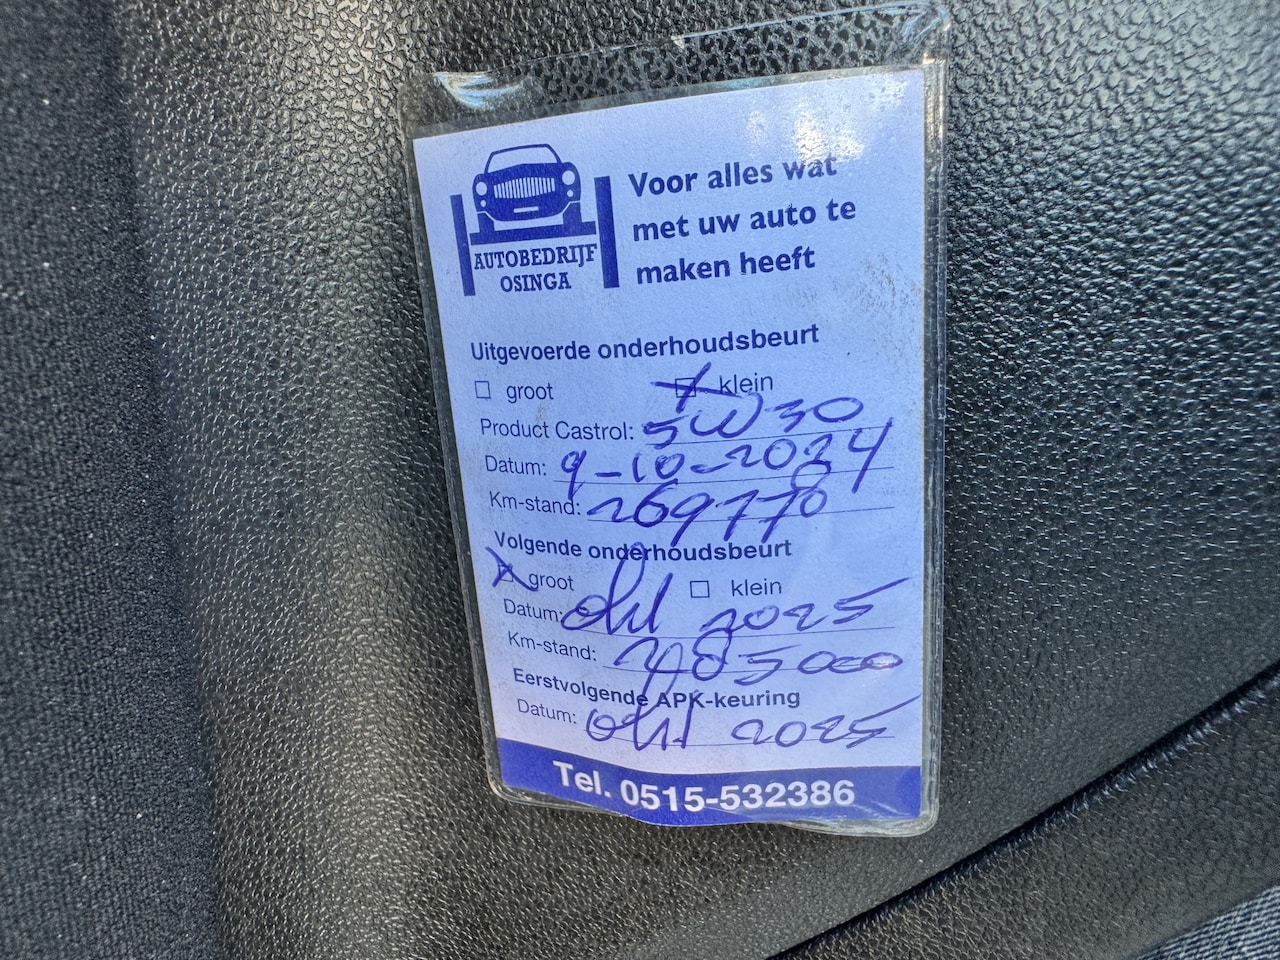 AUTOBEDRIJF
OSINGA
Voor alles wat
met uw auto te
maken heeft
Uitgevoerde onderhoudsbeurt
groot klein
Product Castrol: 5W30
Datum: 9-10-2024
Km-stand: 269770
Volgende onderhoudsbeurt
groot klein
Datum: okt 2025
Km-stand: 285000
Eerstvolgende APK-keuring
Datum: okt 2025
Tel. 0515-532386